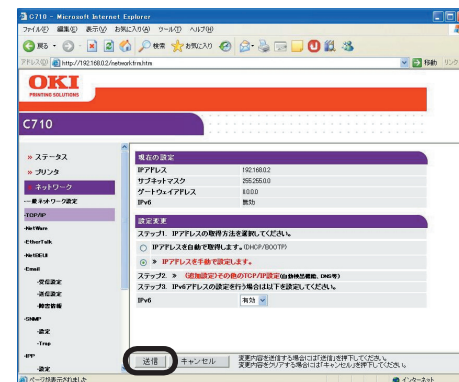 C710 - Microsoft Internet Explorer
ファイル(F) 編集(E) 表示(V) お気に入り(A) ツール(T) ヘルプ(H)
戻る 検索 お気に入り
アドレス(D) http://192.168.0.2/networkfrm.htm 移動 リンク
OKI
PRINTING SOLUTIONS
C710
» ステータス
» プリンタ
» ネットワーク
一般ネットワーク設定
·TCP/IP
·NetWare
·EtherTalk
·NetBEUI
·Email
·受信設定
·送信設定
·障害情報
·SNMP
·設定
·Trap
·IPP
·設定
現在の設定
IPアドレス 192.168.0.2
サブネットマスク 255.255.0.0
ゲートウェイアドレス 0.0.0.0
IPv6 無効
設定変更
ステップ1. IPアドレスの取得方法を選択してください。
IPアドレスを自動で取得します。(DHCP/BOOTP)
» IPアドレスを手動で設定します。
ステップ2. » (追加設定)その他のTCP/IP設定(自動検出機能、DNS等)
ステップ3. IPv6アドレスの設定を行う場合は以下を設定してください。
IPv6 有効
送信 キャンセル
変更内容を送信する場合には「送信」を押下してください。
変更内容をクリアする場合には「キャンセル」を押下してください。
ページが表示されました インターネット